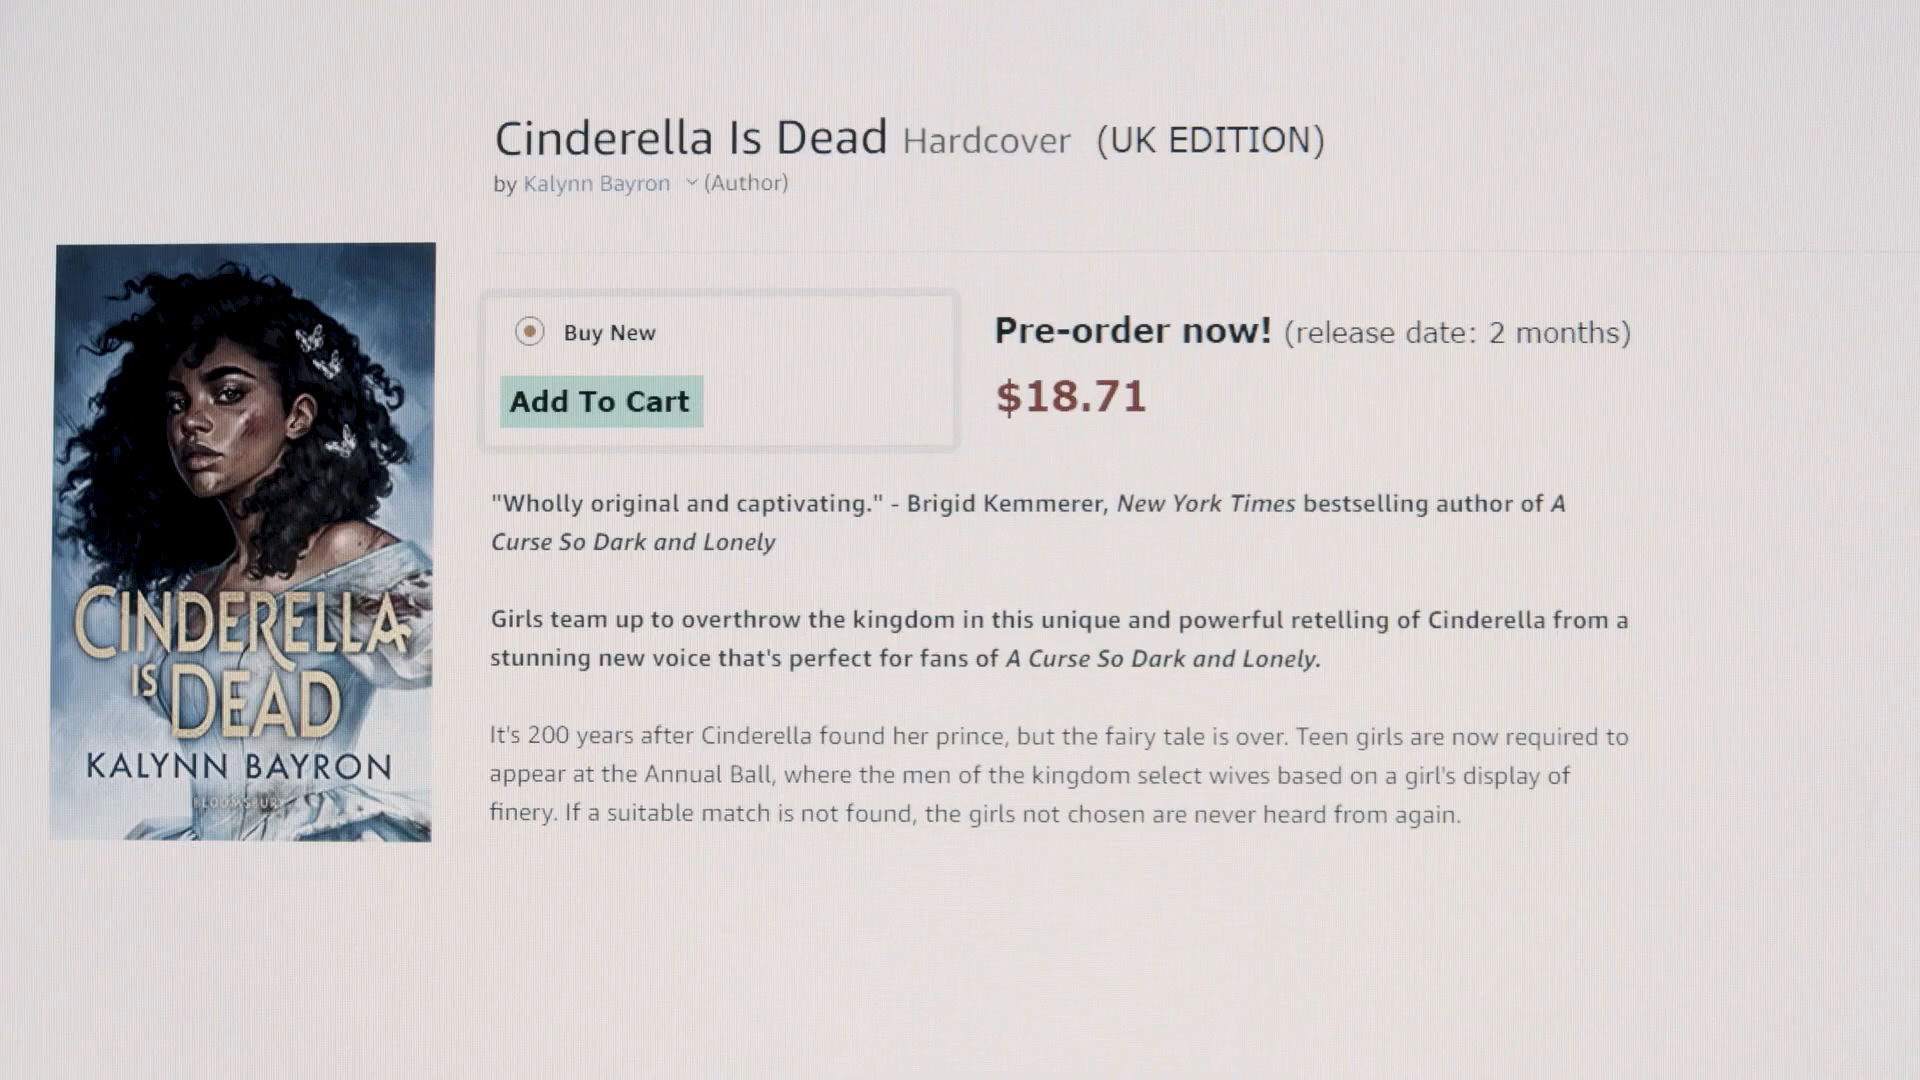 Cinderella Is Dead Hardcover (UK EDITION)
by Kalynn Bayron (Author)
Buy New
Add To Cart
Pre-order now! (release date: 2 months)
$18.71
"Wholly original and captivating." - Brigid Kemmerer, New York Times bestselling author of A
Curse So Dark and Lonely
Girls team up to overthrow the kingdom in this unique and powerful retelling of Cinderella from a
stunning new voice that's perfect for fans of A Curse So Dark and Lonely.
It's 200 years after Cinderella found her prince, but the fairy tale is over. Teen girls are now required to
appear at the Annual Ball, where the men of the kingdom select wives based on a girl's display of
finery. If a suitable match is not found, the girls not chosen are never heard from again.
CINDERELLA
IS DEAD
KALYNN BAYRON
BLOOMSBURY